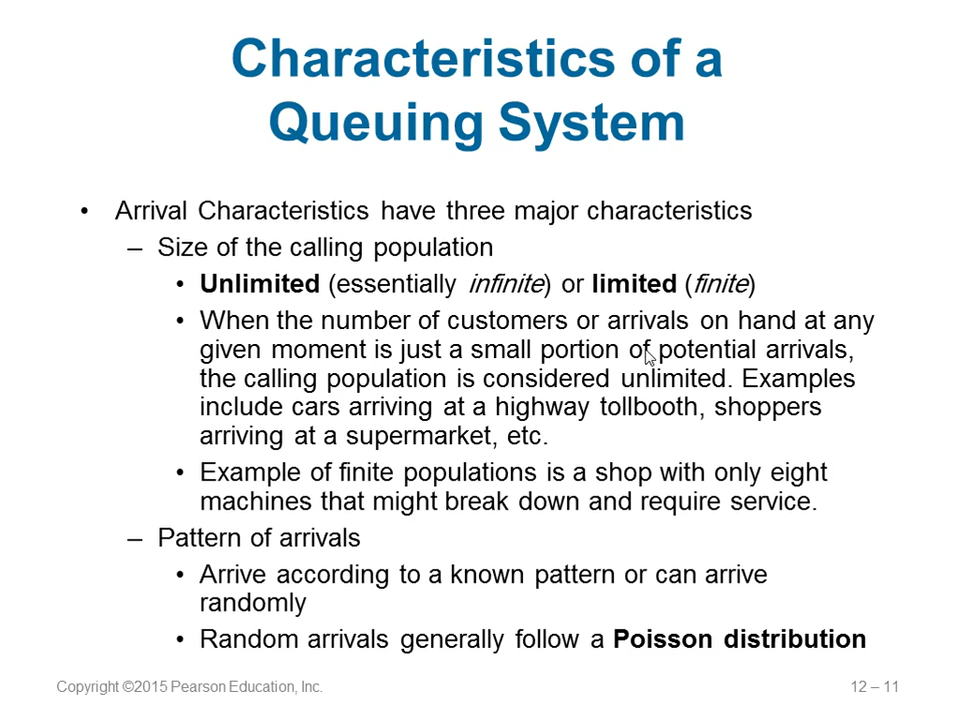 Characteristics of a
Queuing System
• Arrival Characteristics have three major characteristics
– Size of the calling population
• Unlimited (essentially infinite) or limited (finite)
• When the number of customers or arrivals on hand at any
given moment is just a small portion of potential arrivals,
the calling population is considered unlimited. Examples
include cars arriving at a highway tollbooth, shoppers
arriving at a supermarket, etc.
• Example of finite populations is a shop with only eight
machines that might break down and require service.
– Pattern of arrivals
• Arrive according to a known pattern or can arrive
randomly
• Random arrivals generally follow a Poisson distribution
Copyright ©2015 Pearson Education, Inc.
12 – 11